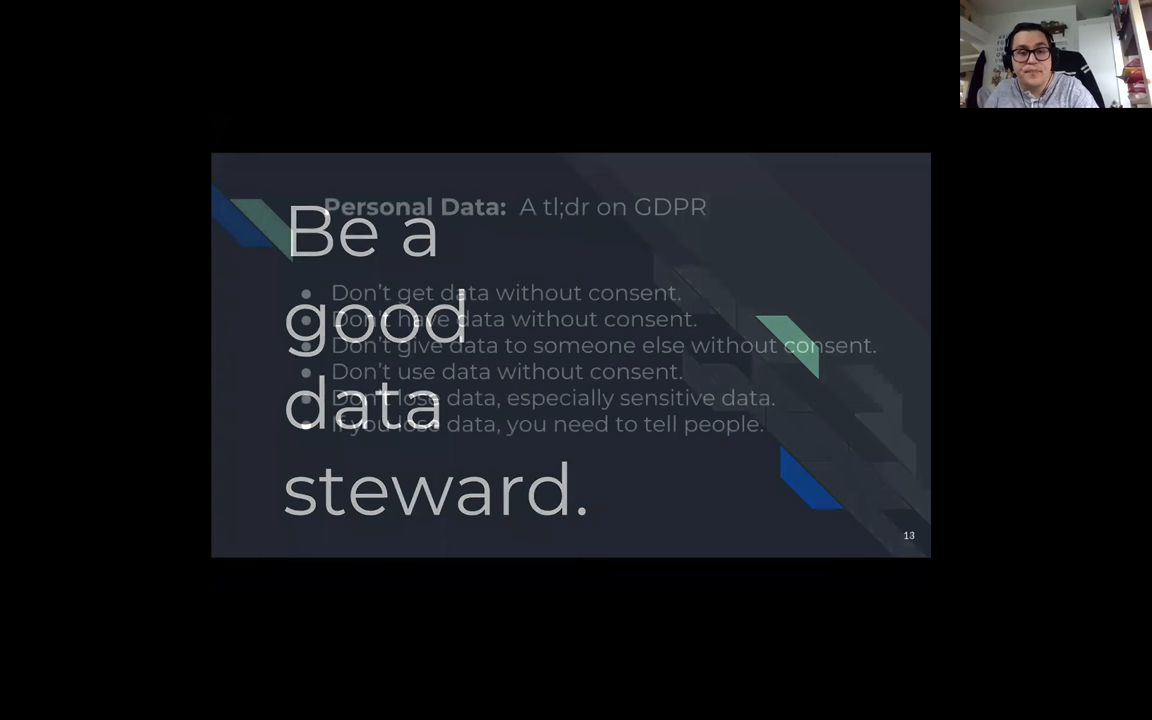 Personal Data: A tl;dr on GDPR
● Don't get data without consent.
● Don't have data without consent.
● Don't give data to someone else without consent.
● Don't use data without consent.
● Don't lose data, especially sensitive data.
● If you lose data, you need to tell people.
Be a
good
data
steward.
13